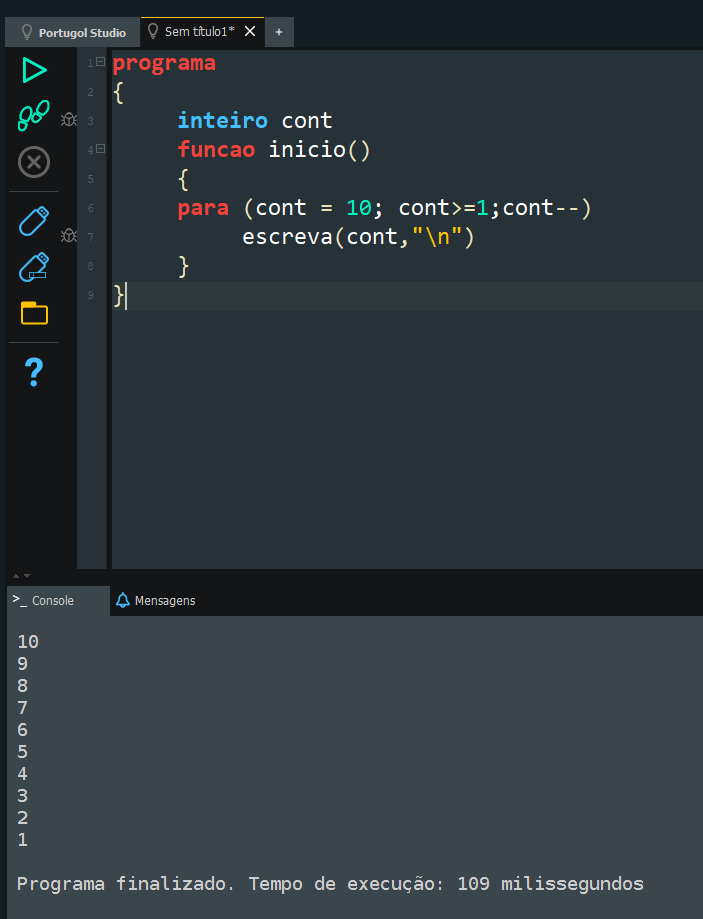 Portugol Studio
Sem título1*
+
1 programa
2 {
3 inteiro cont
4 funcao inicio()
5 {
6 para (cont = 10; cont>=1;cont--)
7 escreva(cont,"\n")
8 }
9 }
?
>_ Console
Mensagens
10
9
8
7
6
5
4
3
2
1
Programa finalizado. Tempo de execução: 109 milissegundos